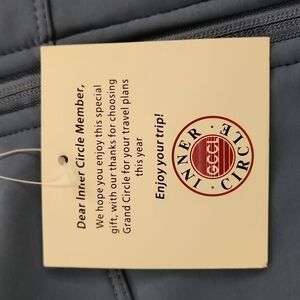 Dear Inner Circle Member,
We hope you enjoy this special
gift, with our thanks for choosing
Grand Circle for your travel plans
this year
Enjoy your trip!
INNER · CIRCLE ·
GCCL